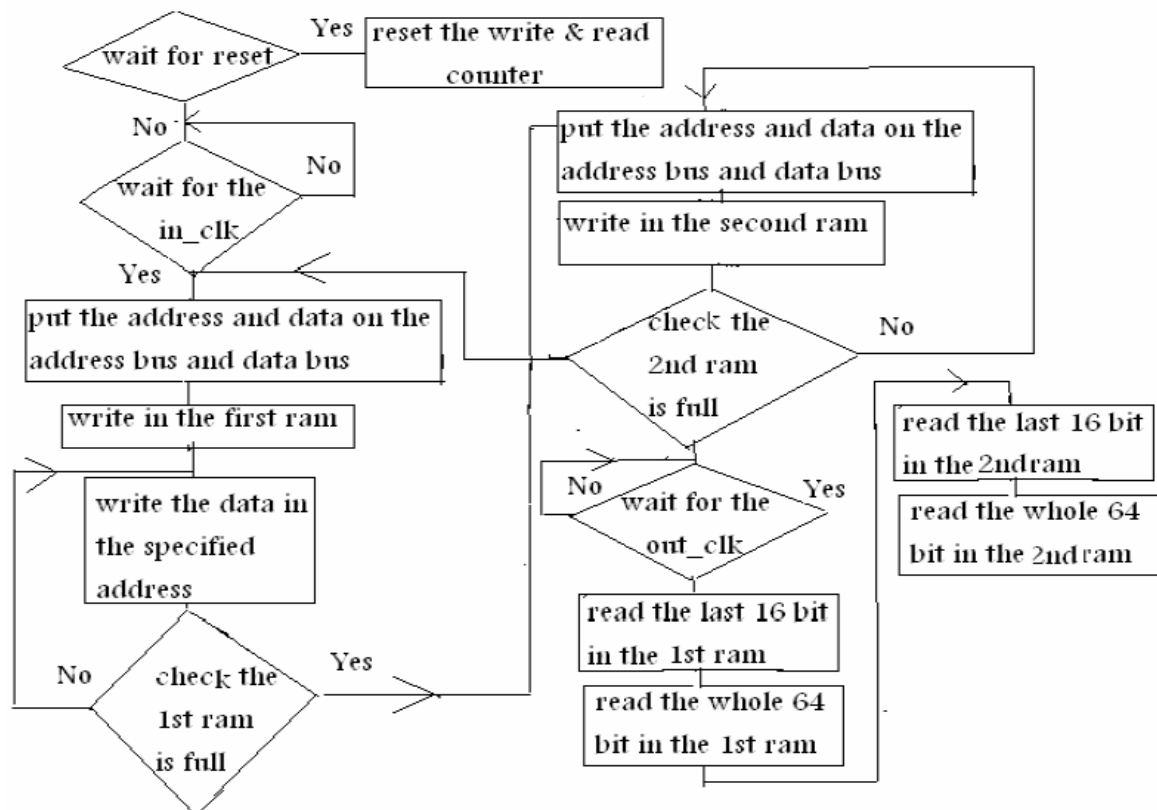 wait for reset
Yes
reset the write & read
counter
No
wait for the
in_clk
No
Yes
put the address and data on the
address bus and data bus
write in the first ram
write the data in
the specified
address
No
check the
1st ram
is full
Yes
put the address and data on the
address bus and data bus
write in the second ram
check the
2nd ram
is full
No
No
wait for the
out_clk
Yes
read the last 16 bit
in the 1st ram
read the whole 64
bit in the 1st ram
read the last 16 bit
in the 2nd ram
read the whole 64
bit in the 2nd ram